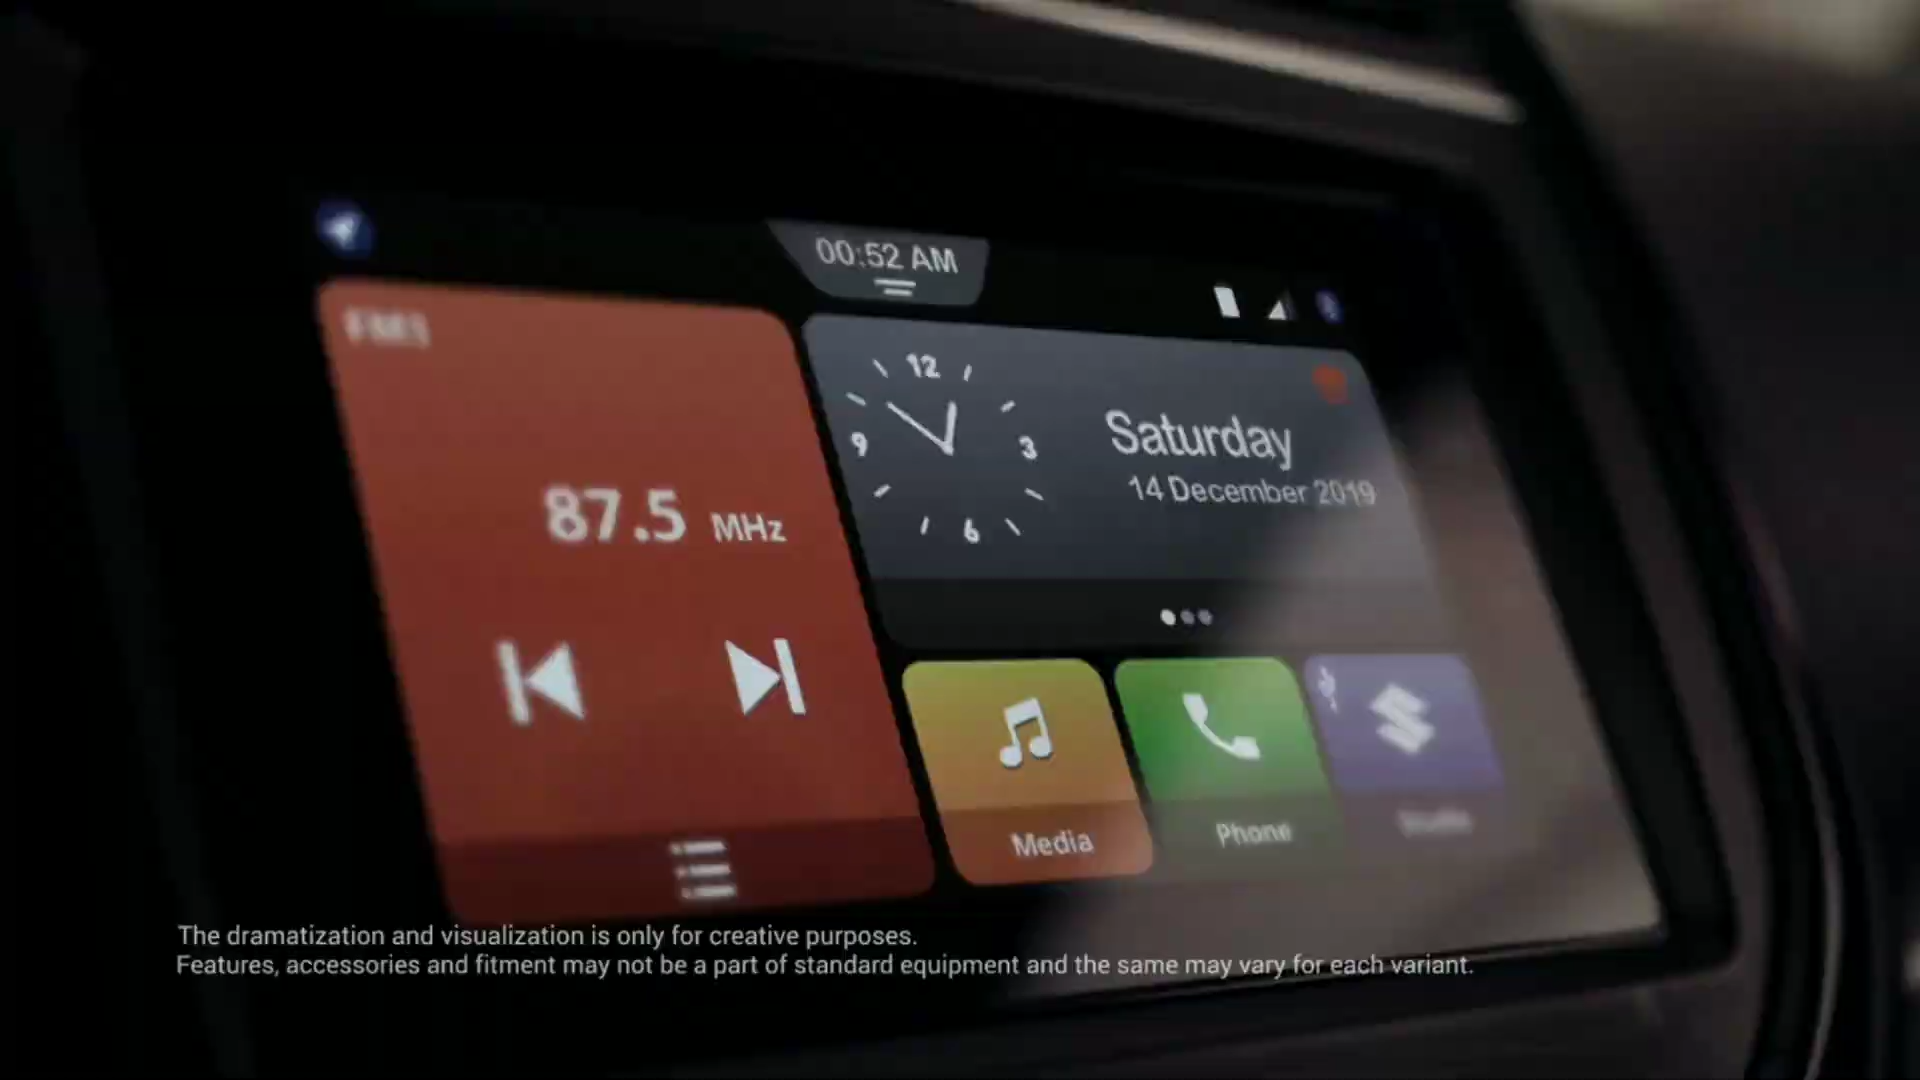 00:52 AM
FM1
87.5 MHz
12
9
3
6
Saturday
14 December 2019
Media
Phone
The dramatization and visualization is only for creative purposes.
Features, accessories and fitment may not be a part of standard equipment and the same may vary for each variant.